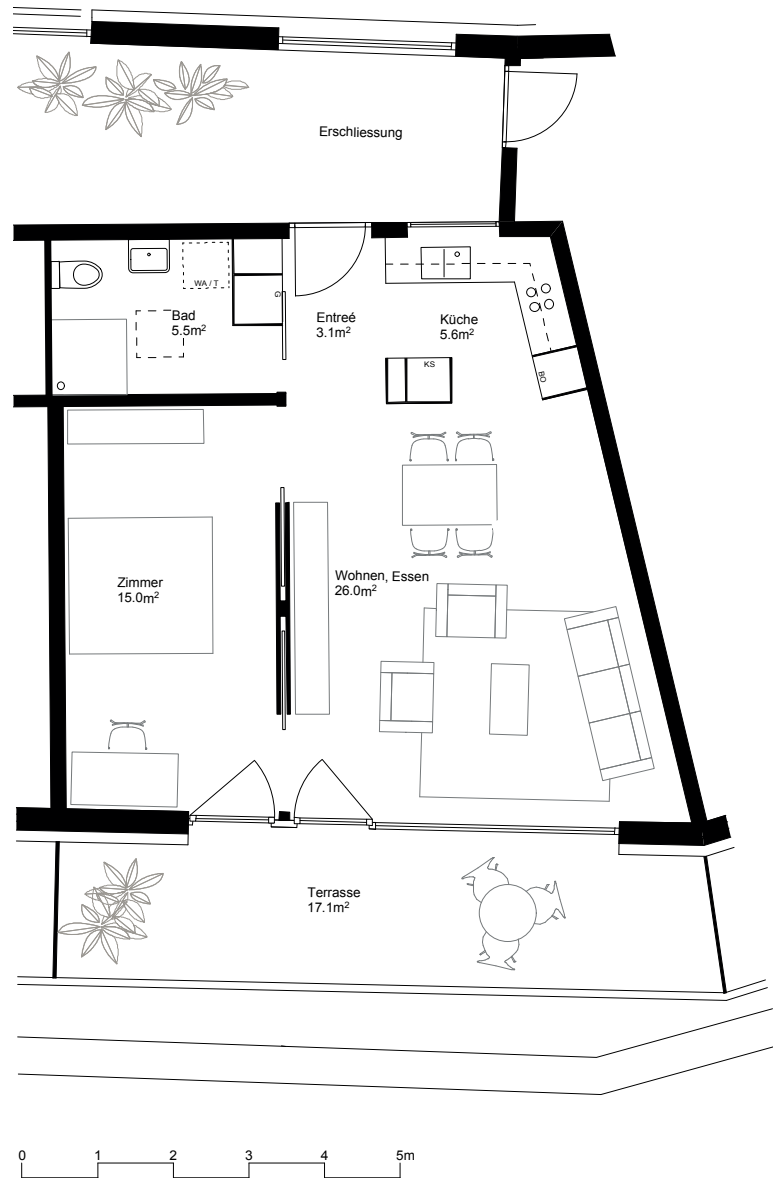 Erschliessung
WA / T
G
Bad
5.5m²
Entreé
3.1m²
Küche
5.6m²
KS
BO
Zimmer
15.0m²
Wohnen, Essen
26.0m²
Terrasse
17.1m²
0 1 2 3 4 5m